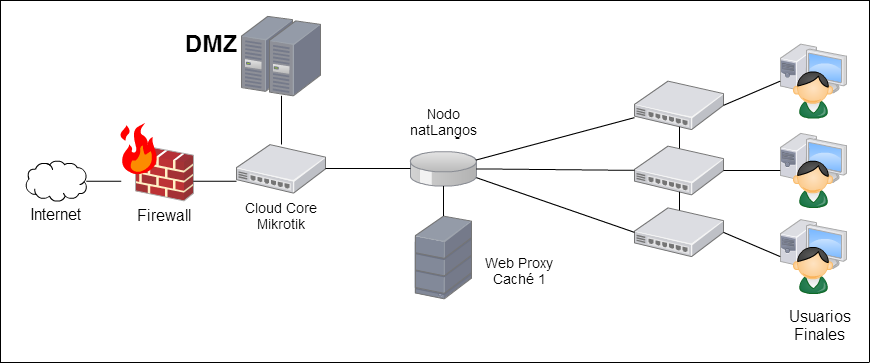 DMZ
Nodo
natLangos
Internet
Firewall
Cloud Core
Mikrotik
Web Proxy
Caché 1
Usuarios
Finales